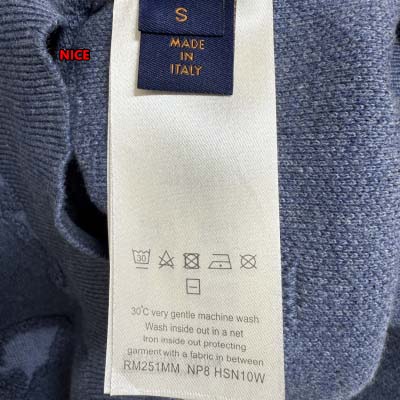 S
MADE
IN
ITALY
NICE
30
30°C very gentle machine wash
Wash inside out in a net
Iron inside out protecting
garment with a fabric in between
RM251MM NP8 HSN10W